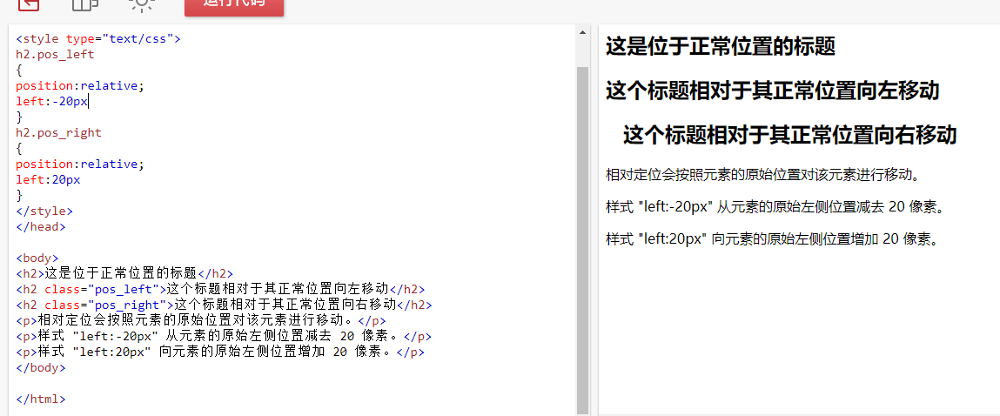 运行代码
<style type="text/css">
h2.pos_left
{
position:relative;
left:-20px
}
h2.pos_right
{
position:relative;
left:20px
}
</style>
</head>
<body>
<h2>这是位于正常位置的标题</h2>
<h2 class="pos_left">这个标题相对于其正常位置向左移动</h2>
<h2 class="pos_right">这个标题相对于其正常位置向右移动</h2>
<p>相对定位会按照元素的原始位置对该元素进行移动。</p>
<p>样式 "left:-20px" 从元素的原始左侧位置减去 20 像素。</p>
<p>样式 "left:20px" 向元素的原始左侧位置增加 20 像素。</p>
</body>
</html>
这是位于正常位置的标题
这个标题相对于其正常位置向左移动
这个标题相对于其正常位置向右移动
相对定位会按照元素的原始位置对该元素进行移动。
样式 "left:-20px" 从元素的原始左侧位置减去 20 像素。
样式 "left:20px" 向元素的原始左侧位置增加 20 像素。